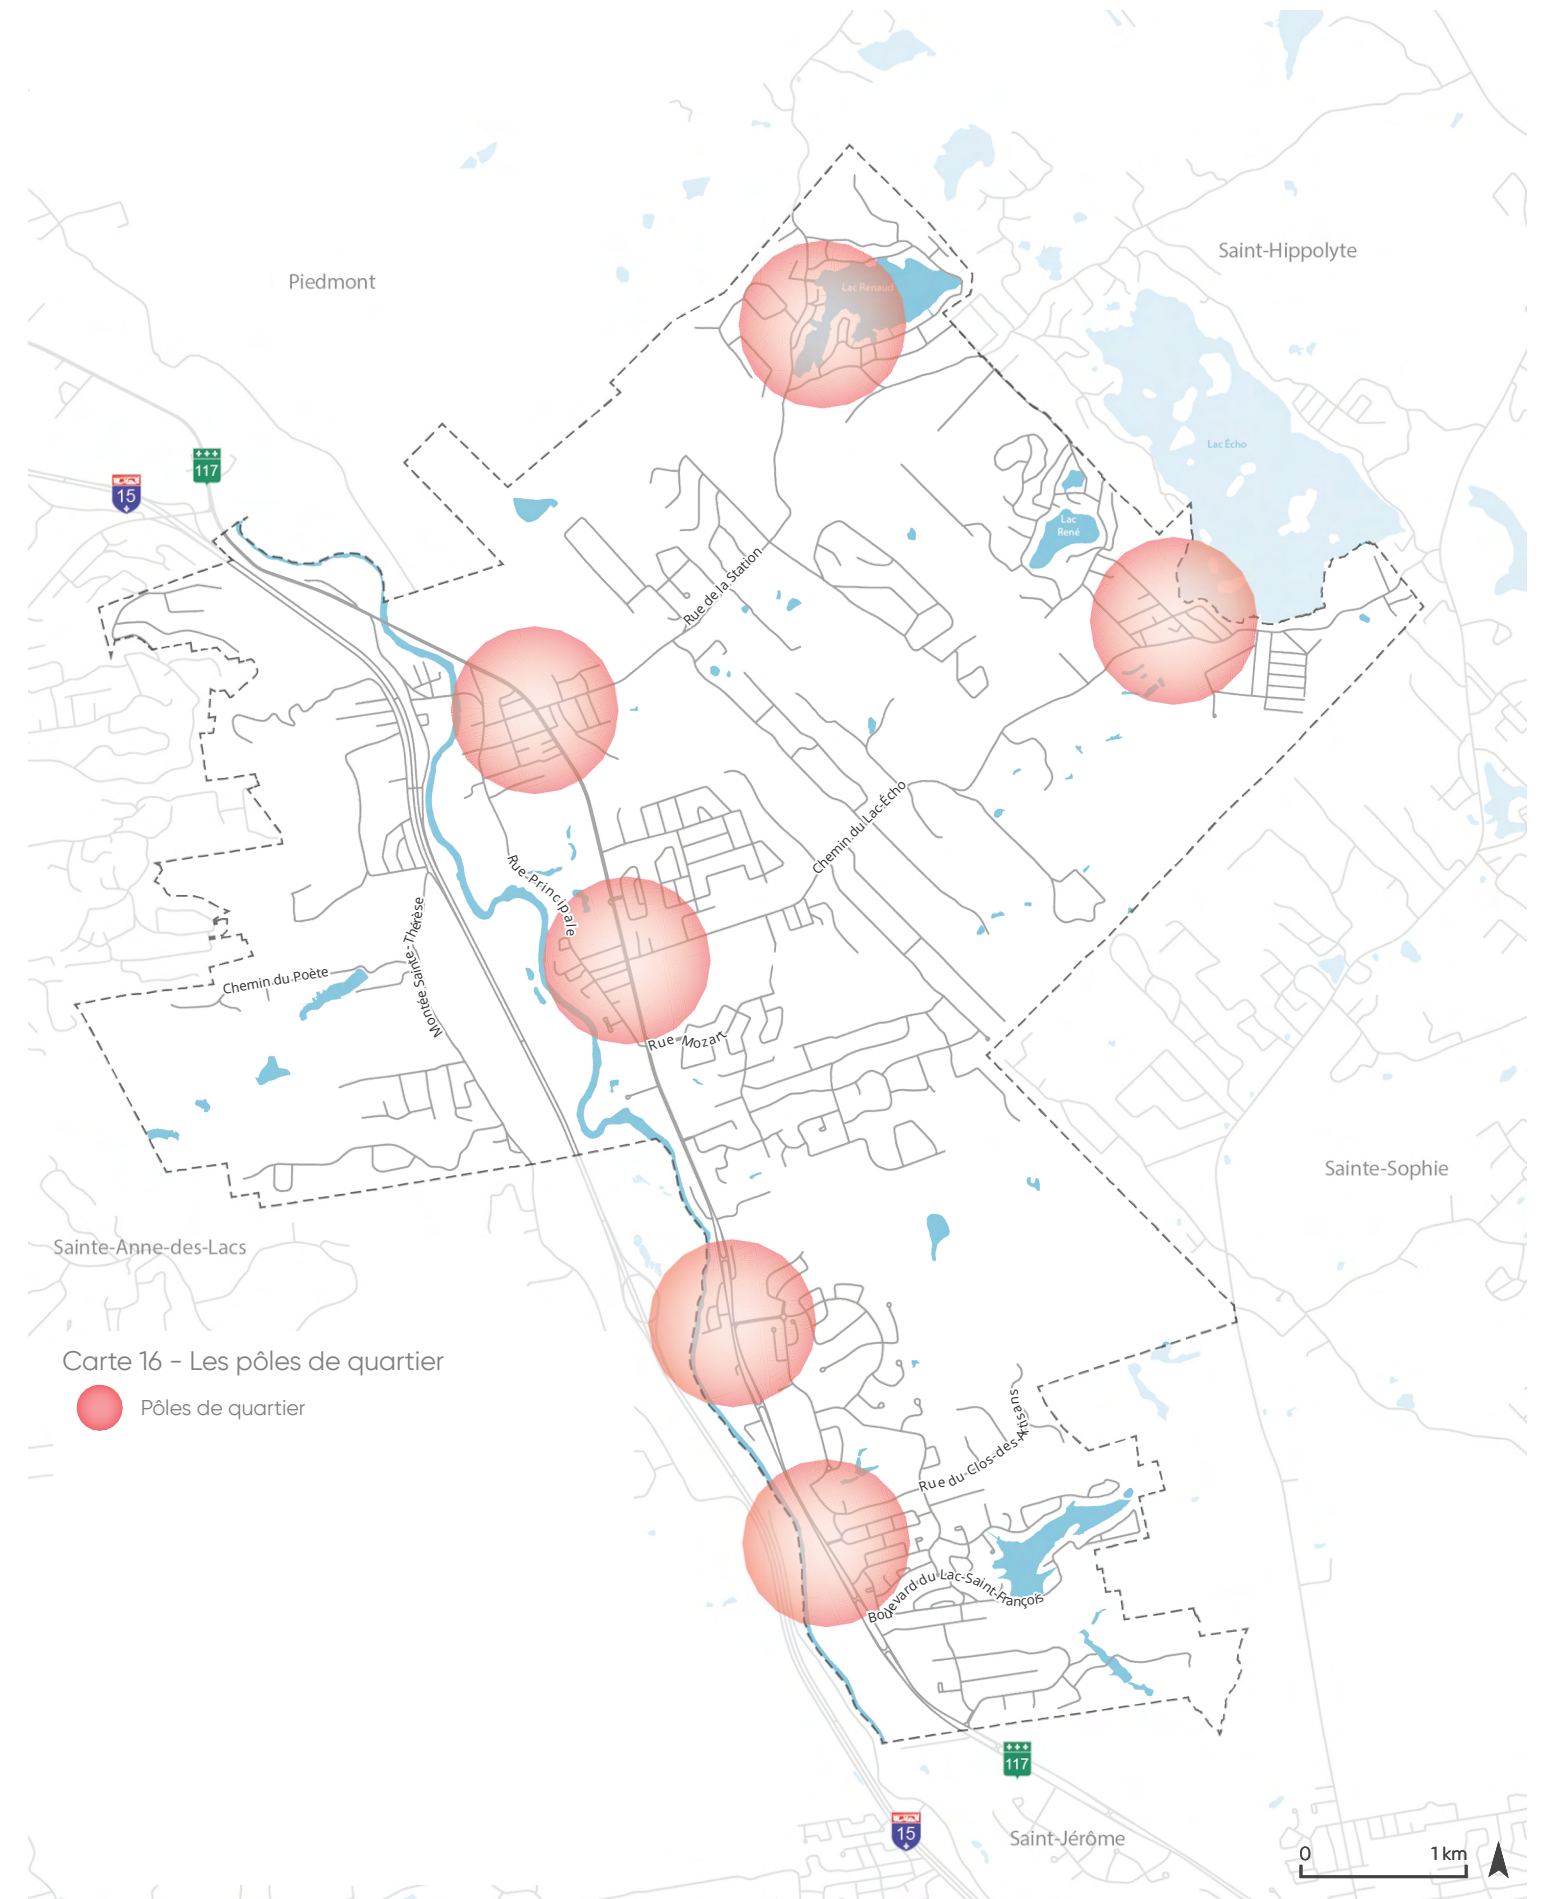 Saint-Hippolyte
Piedmont
Lac Renaud
Lac Écho
117
15
Lac
René
Rue de la Station
Chemin du Lac-Écho
Rue-Principale
Montée Sainte-Thérèse
Chemin du Poète
Rue-Mozart
Sainte-Sophie
Sainte-Anne-des-Lacs
Carte 16 - Les pôles de quartier
Pôles de quartier
Rue du-Clos-des-Artisans
Boulevard du Lac-Saint-François
117
15
Saint-Jérôme
0 1 km